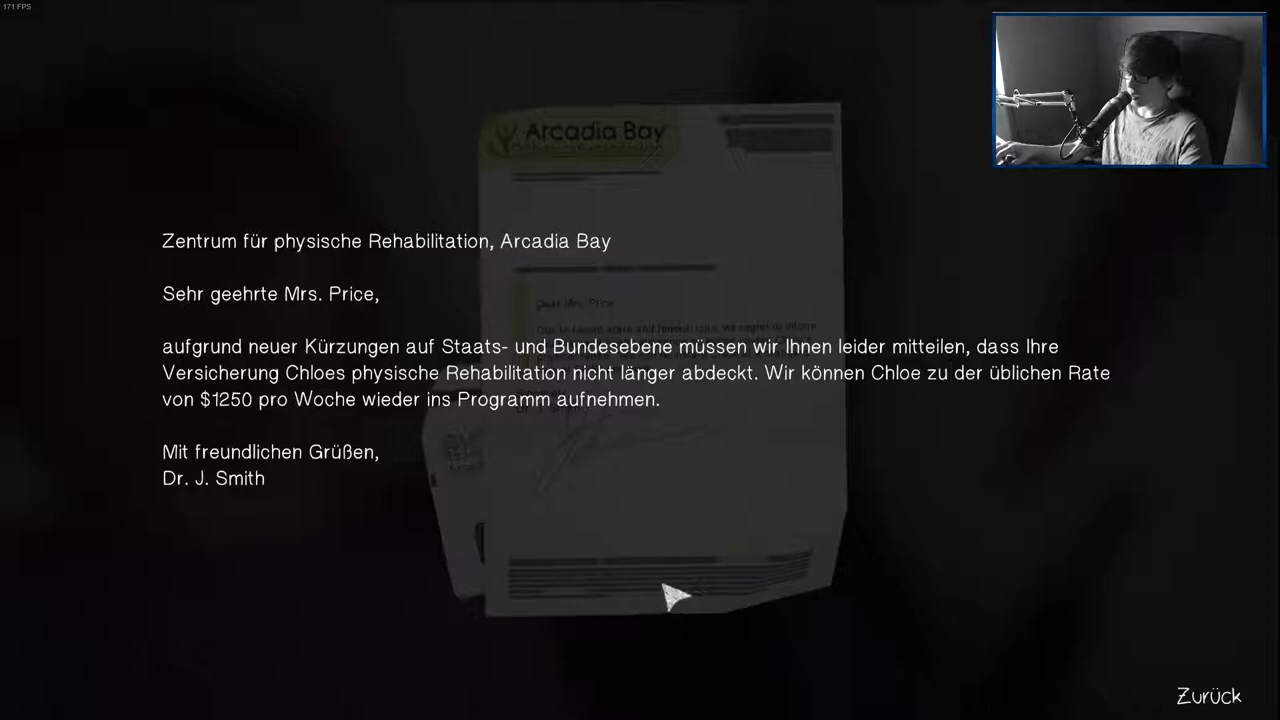 171 FPS
Arcadia Bay
Zentrum für physische Rehabilitation, Arcadia Bay
Sehr geehrte Mrs. Price,
Dear Mrs. Price
aufgrund neuer Kürzungen auf Staats- und Bundesebene müssen wir Ihnen leider mitteilen, dass Ihre
Versicherung Chloes physische Rehabilitation nicht länger abdeckt. Wir können Chloe zu der üblichen Rate
von $1250 pro Woche wieder ins Programm aufnehmen.
Mit freundlichen Grüßen,
Dr. J. Smith
Zurück